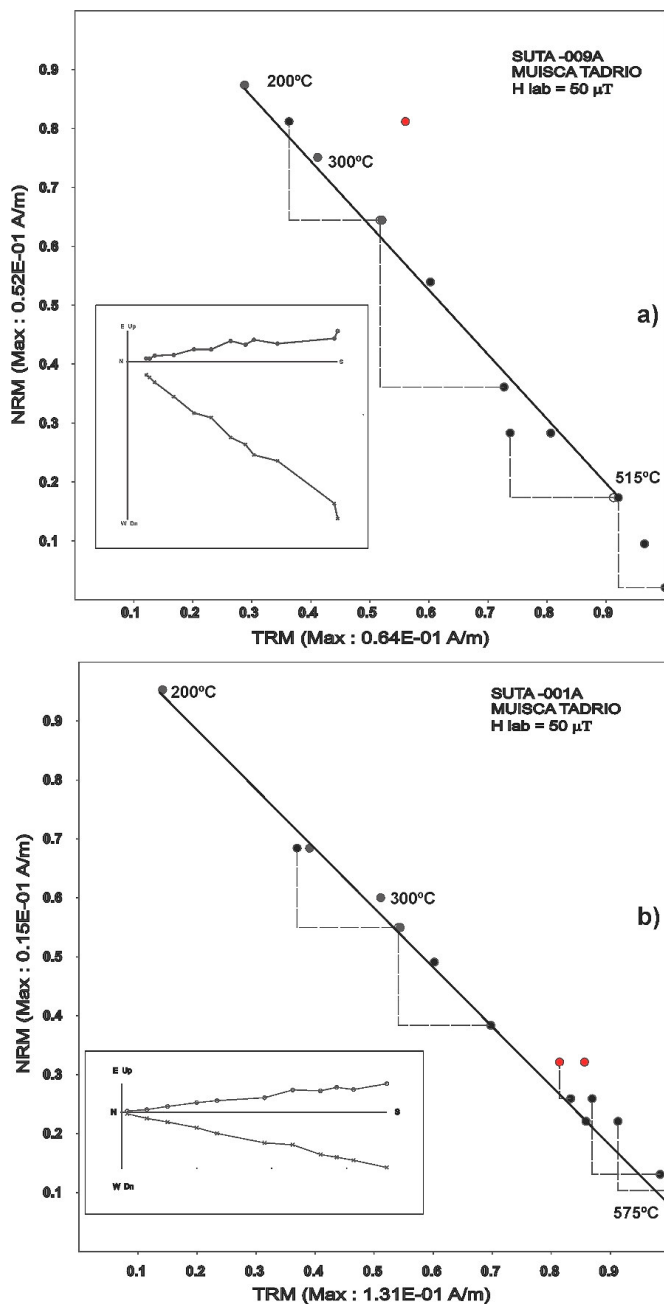 SUTA -009A
MUISCA TADRIO
H lab = 50 µT
200ºC
300ºC
515ºC
a)
NRM (Max : 0.52E-01 A/m)
0.9
0.8
0.7
0.6
0.5
0.4
0.3
0.2
0.1
E Up
N
S
W Dn
0.1 0.2 0.3 0.4 0.5 0.6 0.7 0.8 0.9
TRM (Max : 0.64E-01 A/m)
SUTA -001A
MUISCA TADRIO
H lab = 50 µT
200ºC
300ºC
575ºC
b)
NRM (Max : 0.15E-01 A/m)
0.9
0.8
0.7
0.6
0.5
0.4
0.3
0.2
0.1
E Up
N
S
W Dn
0.1 0.2 0.3 0.4 0.5 0.6 0.7 0.8 0.9
TRM (Max : 1.31E-01 A/m)